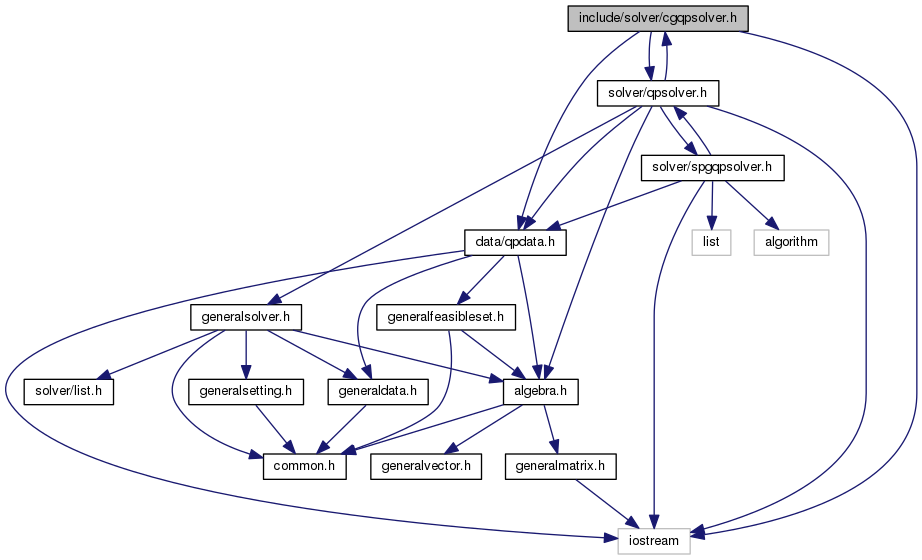 include/solver/cgqpsolver.h
solver/qpsolver.h
solver/spgqpsolver.h
data/qpdata.h
list
algorithm
generalsolver.h
generalfeasibleset.h
solver/list.h
generalsetting.h
generaldata.h
algebra.h
common.h
generalvector.h
generalmatrix.h
iostream